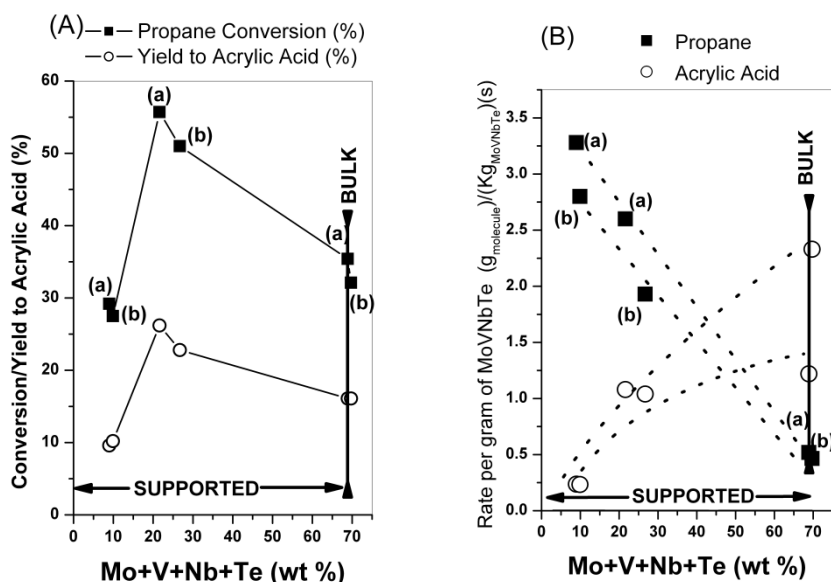 (A)
Propane Conversion (%)
Yield to Acrylic Acid (%)
Conversion/Yield to Acrylic Acid (%)
60
50
40
30
20
10
0
(a)
(b)
(a)
(b)
(a)
(b)
BULK
SUPPORTED
0 10 20 30 40 50 60 70
Mo+V+Nb+Te (wt %)
(B)
Propane
Acrylic Acid
Rate per gram of MoVNbTe (g_molecule)/(Kg_MoVNbTe)(s)
3.5
3.0
2.5
2.0
1.5
1.0
0.5
0.0
(a)
(b)
(a)
(b)
(a)
(b)
BULK
SUPPORTED
0 10 20 30 40 50 60 70
Mo+V+Nb+Te (wt %)